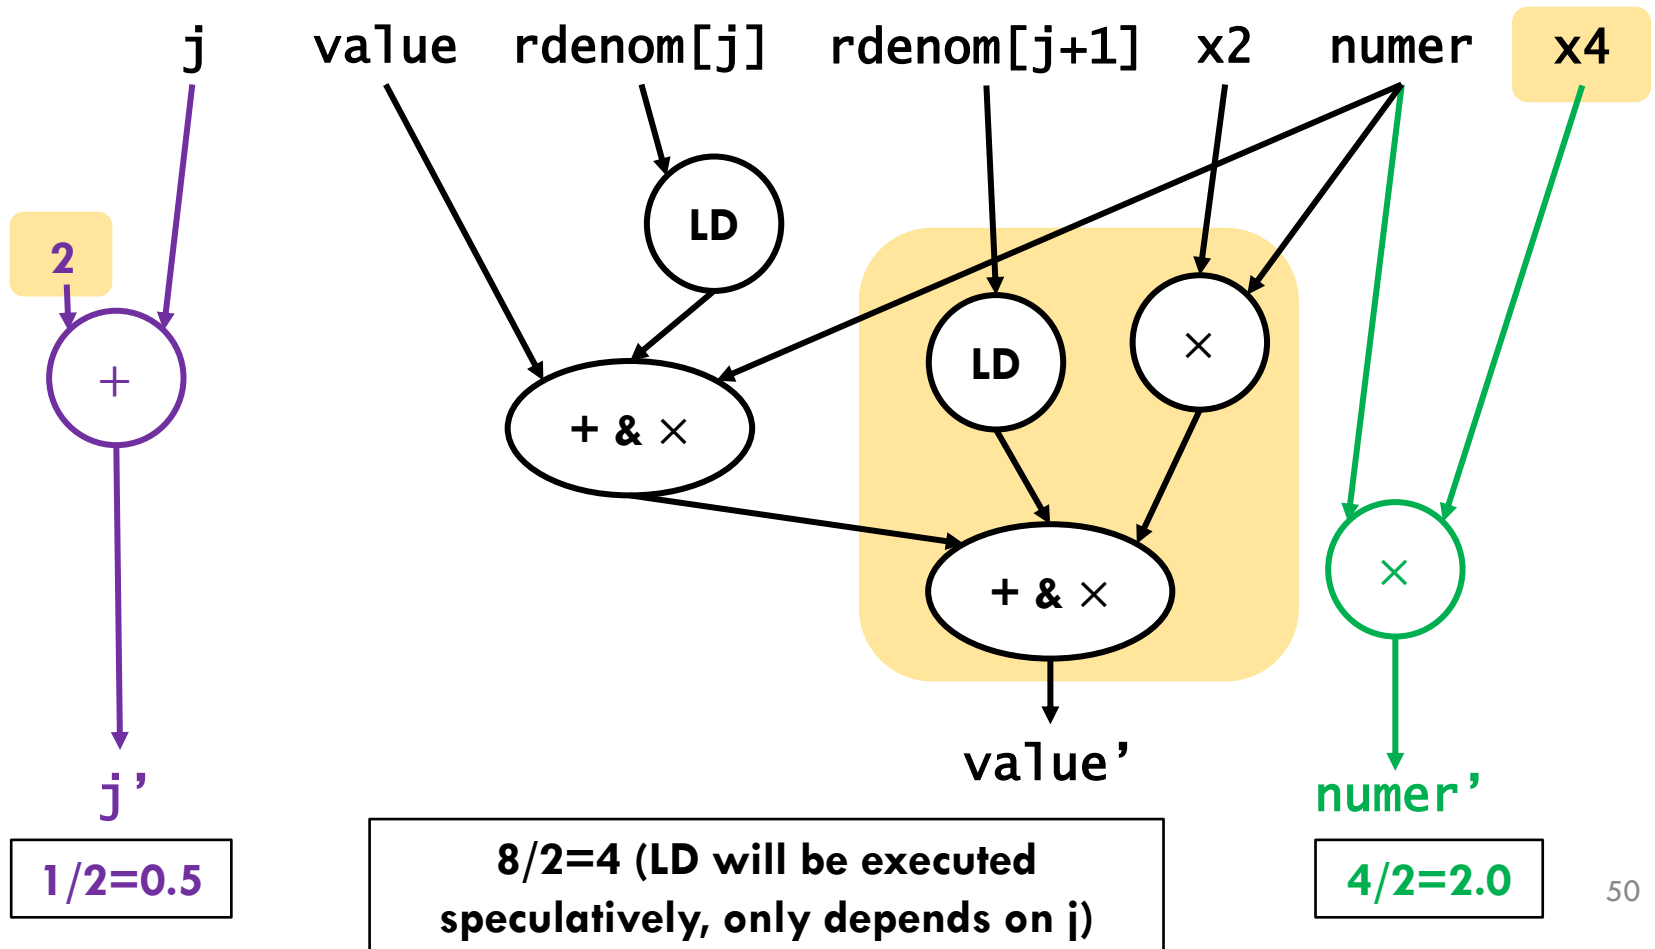 j
value
rdenom[j]
rdenom[j+1]
x2
numer
x4
LD
2
+
LD
×
+ & ×
+ & ×
×
value’
j’
numer’
1/2=0.5
8/2=4 (LD will be executed
speculatively, only depends on j)
4/2=2.0
50